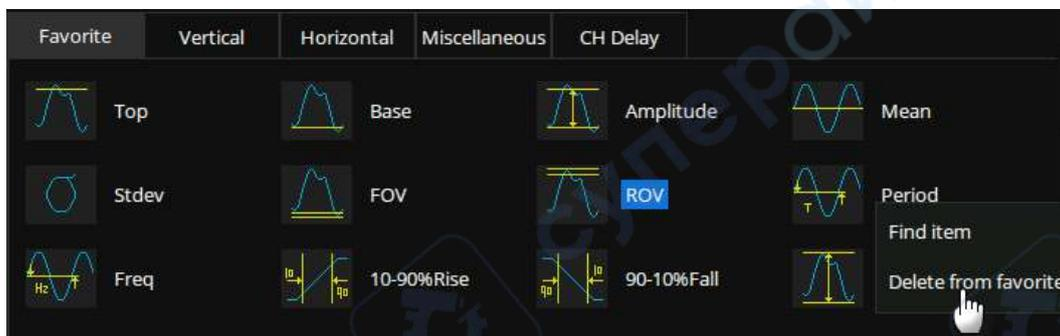 Favorite Vertical Horizontal Miscellaneous CH Delay
Top Base Amplitude Mean
Stdev FOV ROV Period
Find item
Freq 10-90%Rise 90-10%Fall Delete from favorite